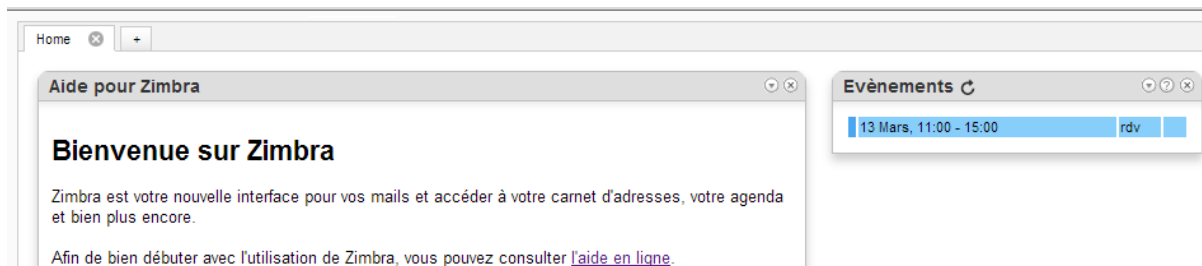 Home
+
Aide pour Zimbra
Bienvenue sur Zimbra
Zimbra est votre nouvelle interface pour vos mails et accéder à votre carnet d'adresses, votre agenda
et bien plus encore.
Afin de bien débuter avec l'utilisation de Zimbra, vous pouvez consulter l'aide en ligne.
Evènements
13 Mars, 11:00 - 15:00 rdv